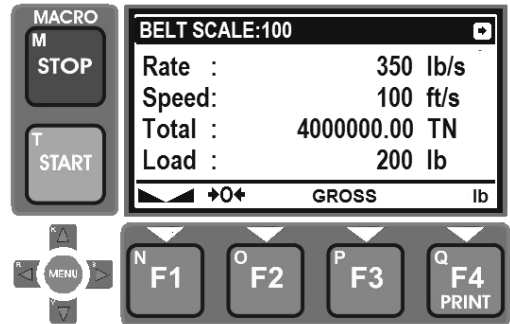 MACRO
M
STOP
T
START
BELT SCALE:100
Rate : 350 lb/s
Speed: 100 ft/s
Total : 4000000.00 TN
Load : 200 lb
→0← GROSS lb
K
R
MENU
S
Y
N
F1
O
F2
P
F3
Q
F4
PRINT